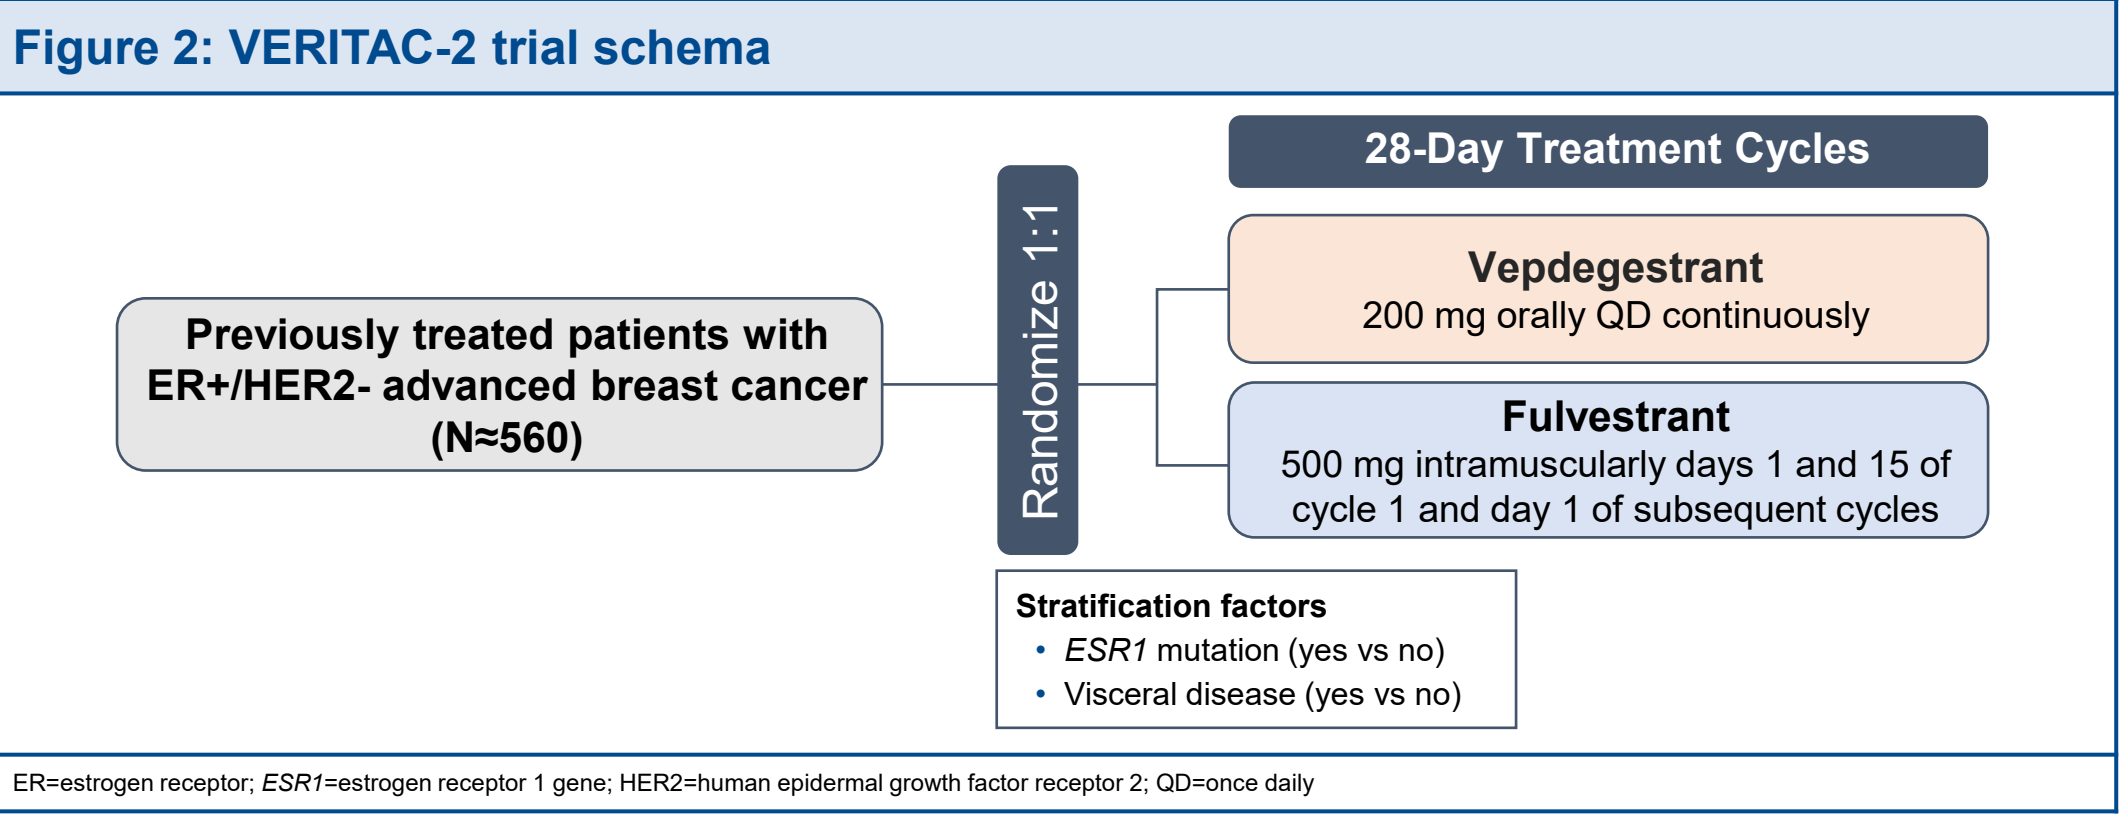 Figure 2: VERITAC-2 trial schema
28-Day Treatment Cycles
Previously treated patients with
ER+/HER2- advanced breast cancer
(N≈560)
Randomize 1:1
Vepdegestrant
200 mg orally QD continuously
Fulvestrant
500 mg intramuscularly days 1 and 15 of
cycle 1 and day 1 of subsequent cycles
Stratification factors
• ESR1 mutation (yes vs no)
• Visceral disease (yes vs no)
ER=estrogen receptor; ESR1=estrogen receptor 1 gene; HER2=human epidermal growth factor receptor 2; QD=once daily